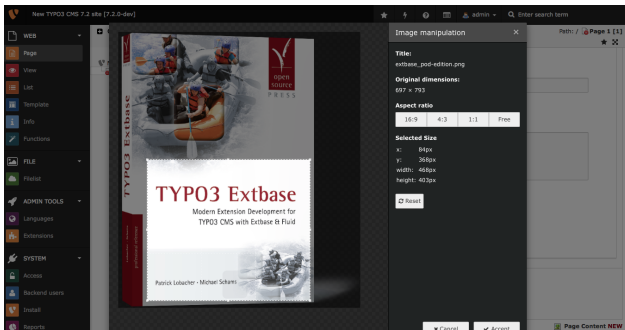 New TYPO3 CMS 7.2 site [7.2.0-dev]
admin
Enter search term
WEB
Page
View
List
Template
Info
Functions
FILE
Filelist
ADMIN TOOLS
Languages
Extensions
SYSTEM
Access
Backend users
Install
Reports
TYPO3 Extbase
open
source
PRESS
TYPO3 Extbase
Modern Extension Development for
TYPO3 CMS with Extbase & Fluid
Patrick Lobacher · Michael Schams
Image manipulation
×
Title:
extbase_pod-edition.png
Original dimensions:
697 × 793
Aspect ratio
16:9 4:3 1:1 Free
Selected Size
x: 84px
y: 368px
width: 468px
height: 403px
Reset
Cancel Accept
Path: / Page 1 [1]
Page Content NEW